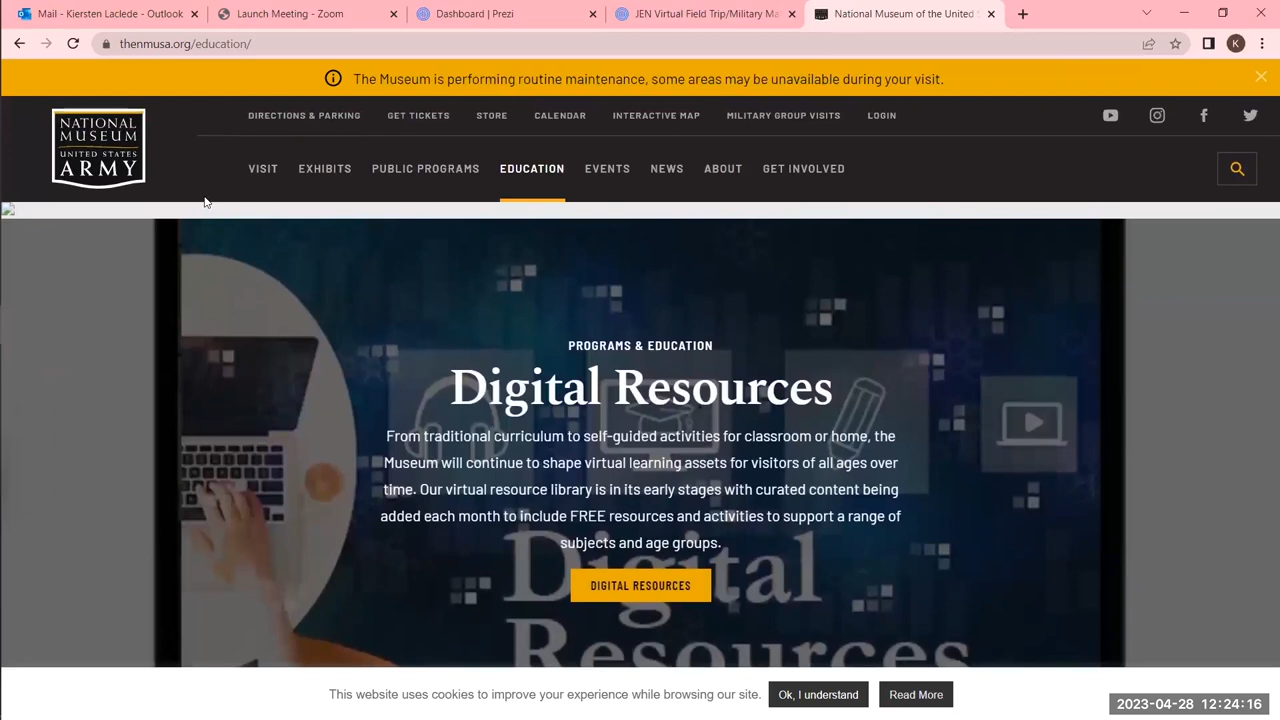 Mail - Kiersten Laclede - Outlook
Launch Meeting - Zoom
Dashboard | Prezi
JEN Virtual Field Trip/Military Ma
National Museum of the United S
thenmusa.org/education/
K
The Museum is performing routine maintenance, some areas may be unavailable during your visit.
NATIONAL
MUSEUM
UNITED STATES
ARMY
DIRECTIONS & PARKING
GET TICKETS
STORE
CALENDAR
INTERACTIVE MAP
MILITARY GROUP VISITS
LOGIN
VISIT
EXHIBITS
PUBLIC PROGRAMS
EDUCATION
EVENTS
NEWS
ABOUT
GET INVOLVED
PROGRAMS & EDUCATION
Digital Resources
From traditional curriculum to self-guided activities for classroom or home, the
Museum will continue to shape virtual learning assets for visitors of all ages over
time. Our virtual resource library is in its early stages with curated content being
added each month to include FREE resources and activities to support a range of
subjects and age groups.
DIGITAL RESOURCES
Digital
Resources
This website uses cookies to improve your experience while browsing our site.
Ok, I understand
Read More
2023-04-28 12:24:16